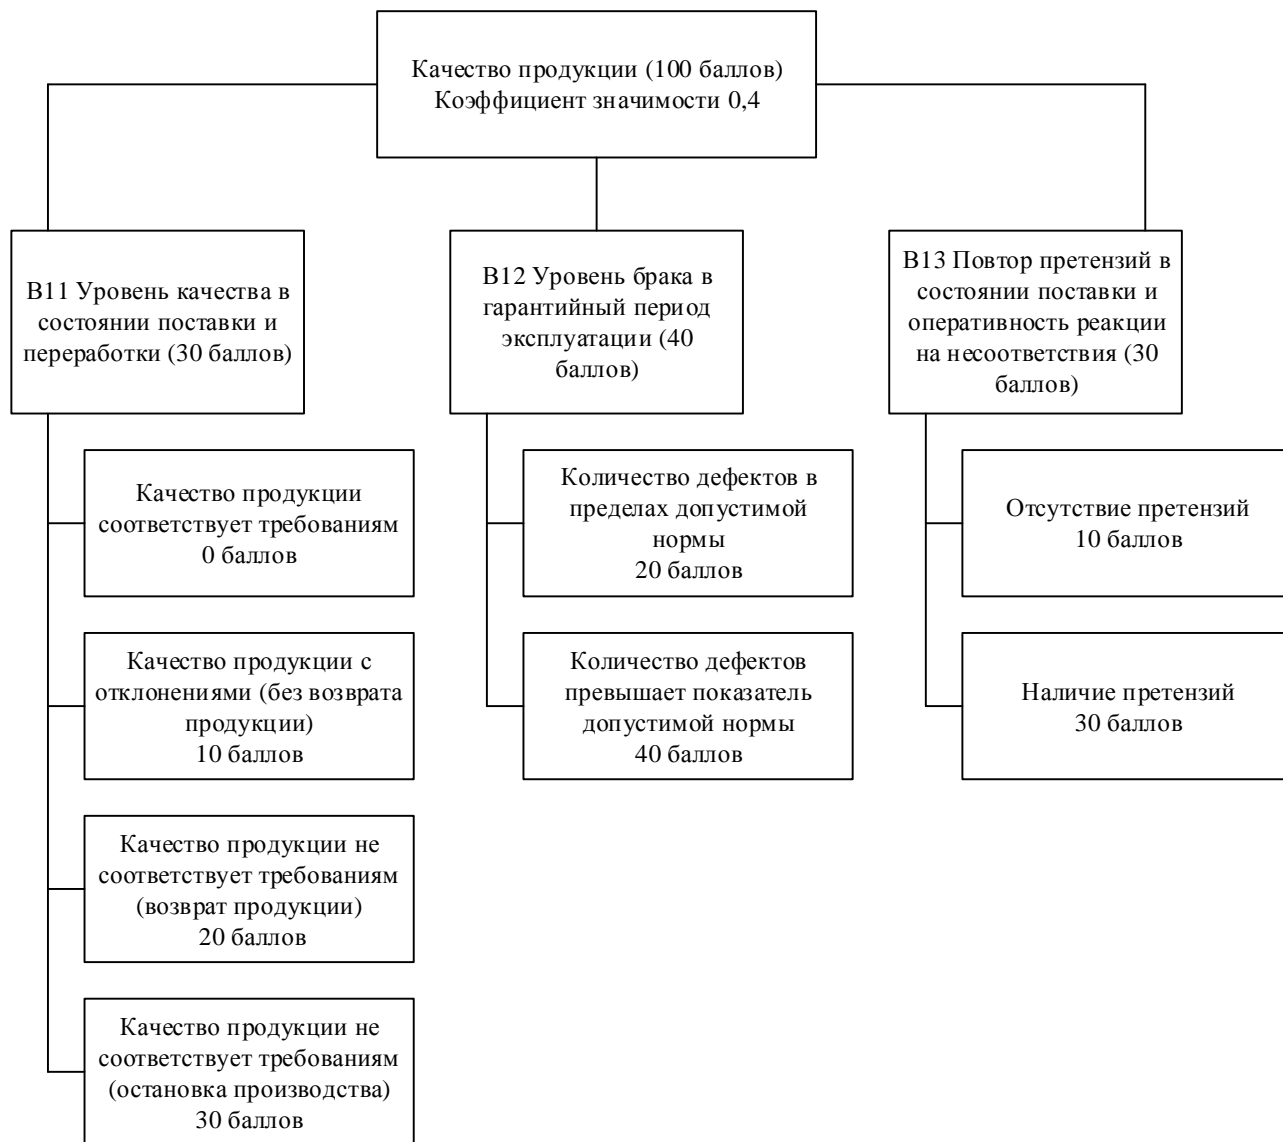 Качество продукции (100 баллов)
Коэффициент значимости 0,4
В11 Уровень качества в
состоянии поставки и
переработки (30 баллов)
В12 Уровень брака в
гарантийный период
эксплуатации (40
баллов)
В13 Повтор претензий в
состоянии поставки и
оперативность реакции
на несоответствия (30
баллов)
Качество продукции
соответствует требованиям
0 баллов
Качество продукции с
отклонениями (без возврата
продукции)
10 баллов
Качество продукции не
соответствует требованиям
(возврат продукции)
20 баллов
Качество продукции не
соответствует требованиям
(остановка производства)
30 баллов
Количество дефектов в
пределах допустимой
нормы
20 баллов
Количество дефектов
превышает показатель
допустимой нормы
40 баллов
Отсутствие претензий
10 баллов
Наличие претензий
30 баллов